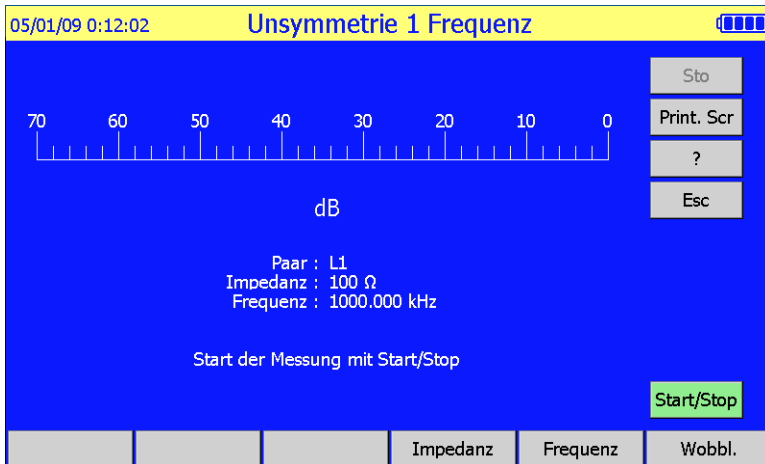 05/01/09 0:12:02 Unsymmetrie 1 Frequenz
Sto
Print. Scr
?
Esc
70 60 50 40 30 20 10 0
dB
Paar : L1
Impedanz : 100 Ω
Frequenz : 1000.000 kHz
Start der Messung mit Start/Stop
Start/Stop
Impedanz Frequenz Wobbl.